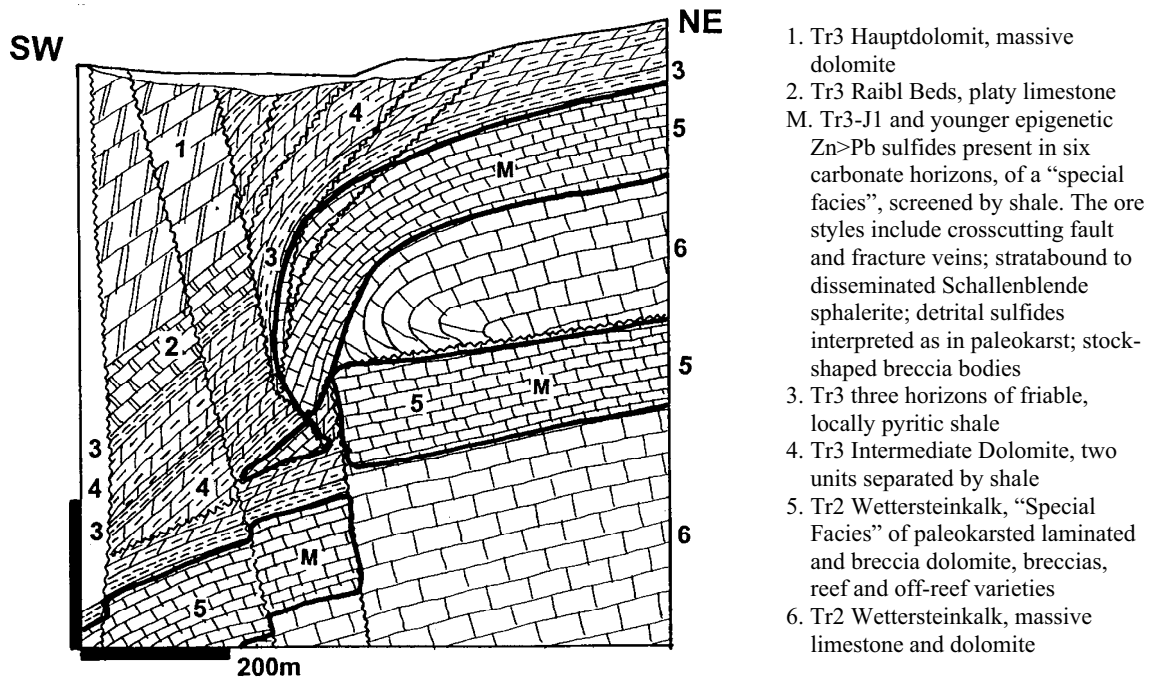 SW
NE
1
2
3
4
M
3
5
6
5
6
M
5
M
3
4
3
4
3
5
M
200m
1. Tr3 Hauptdolomit, massive
dolomite
2. Tr3 Raibl Beds, platy limestone
M. Tr3-J1 and younger epigenetic
Zn>Pb sulfides present in six
carbonate horizons, of a “special
facies”, screened by shale. The ore
styles include crosscutting fault
and fracture veins; stratabound to
disseminated Schallenblende
sphalerite; detrital sulfides
interpreted as in paleokarst; stock-
shaped breccia bodies
3. Tr3 three horizons of friable,
locally pyritic shale
4. Tr3 Intermediate Dolomite, two
units separated by shale
5. Tr2 Wettersteinkalk, “Special
Facies” of paleokarsted laminated
and breccia dolomite, breccias,
reef and off-reef varieties
6. Tr2 Wettersteinkalk, massive
limestone and dolomite